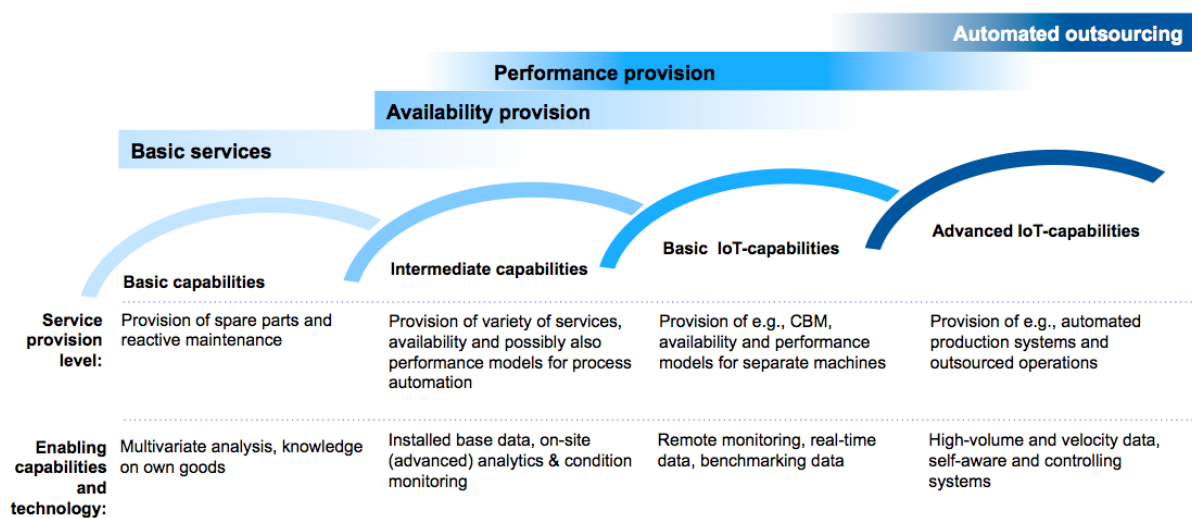 Automated outsourcing
Performance provision
Availability provision
Basic services
Basic capabilities
Intermediate capabilities
Basic IoT-capabilities
Advanced IoT-capabilities
Service
provision
level:
Provision of spare parts and
reactive maintenance
Provision of variety of services,
availability and possibly also
performance models for process
automation
Provision of e.g., CBM,
availability and performance
models for separate machines
Provision of e.g., automated
production systems and
outsourced operations
Enabling
capabilities
and
technology:
Multivariate analysis, knowledge
on own goods
Installed base data, on-site
(advanced) analytics & condition
monitoring
Remote monitoring, real-time
data, benchmarking data
High-volume and velocity data,
self-aware and controlling
systems